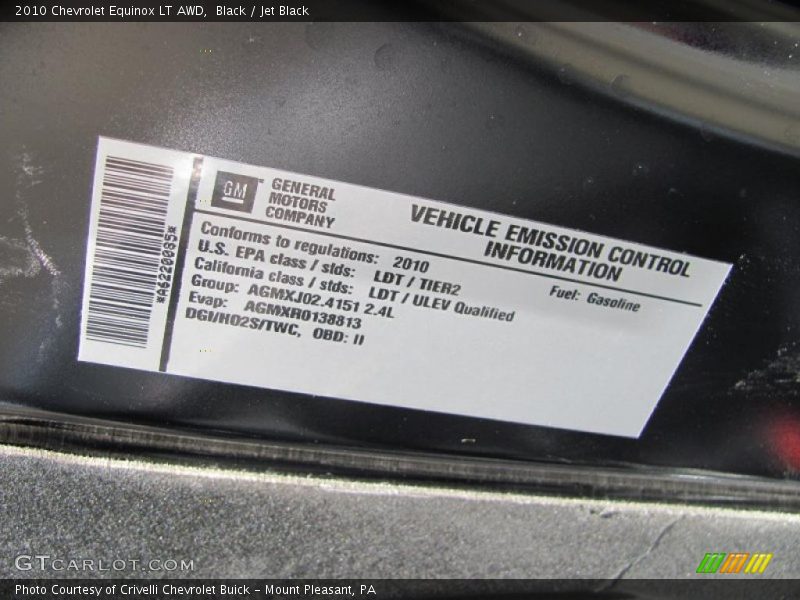 2010 Chevrolet Equinox LT AWD, Black / Jet Black
*A6220085*
GM
GENERAL
MOTORS
COMPANY
VEHICLE EMISSION CONTROL
INFORMATION
Conforms to regulations: 2010
Fuel: Gasoline
U.S. EPA class / stds: LDT / TIER2
California class / stds: LDT / ULEV Qualified
Group: AGMXJ02.4151 2.4L
Evap: AGMXR0138813
DGI/HO2S/TWC, OBD: II
GTCARLOT.COM
Photo Courtesy of Crivelli Chevrolet Buick - Mount Pleasant, PA